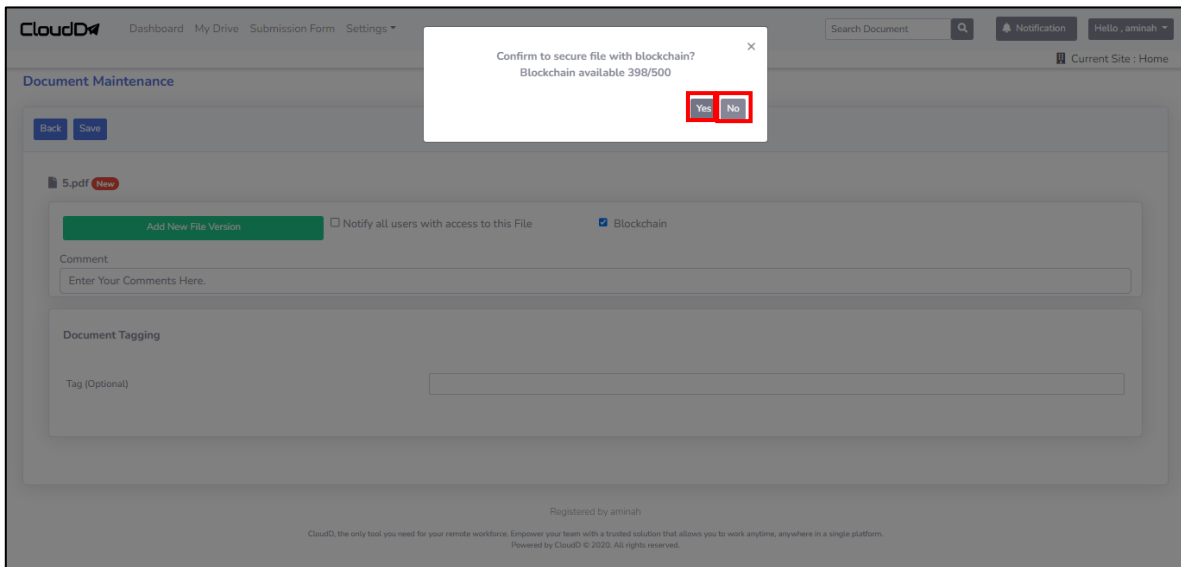 CloudD
Dashboard My Drive Submission Form Settings
Search Document
Notification
Hello , aminah
Confirm to secure file with blockchain?
Blockchain available 398/500
×
Yes No
Current Site : Home
Document Maintenance
Back Save
5.pdf New
Add New File Version
Notify all users with access to this File
Blockchain
Comment
Enter Your Comments Here.
Document Tagging
Tag (Optional)
Registered by aminah
CloudD, the only tool you need for your remote workforce. Empower your team with a trusted solution that allows you to work anytime, anywhere in a single platform.
Powered by CloudD © 2020. All rights reserved.